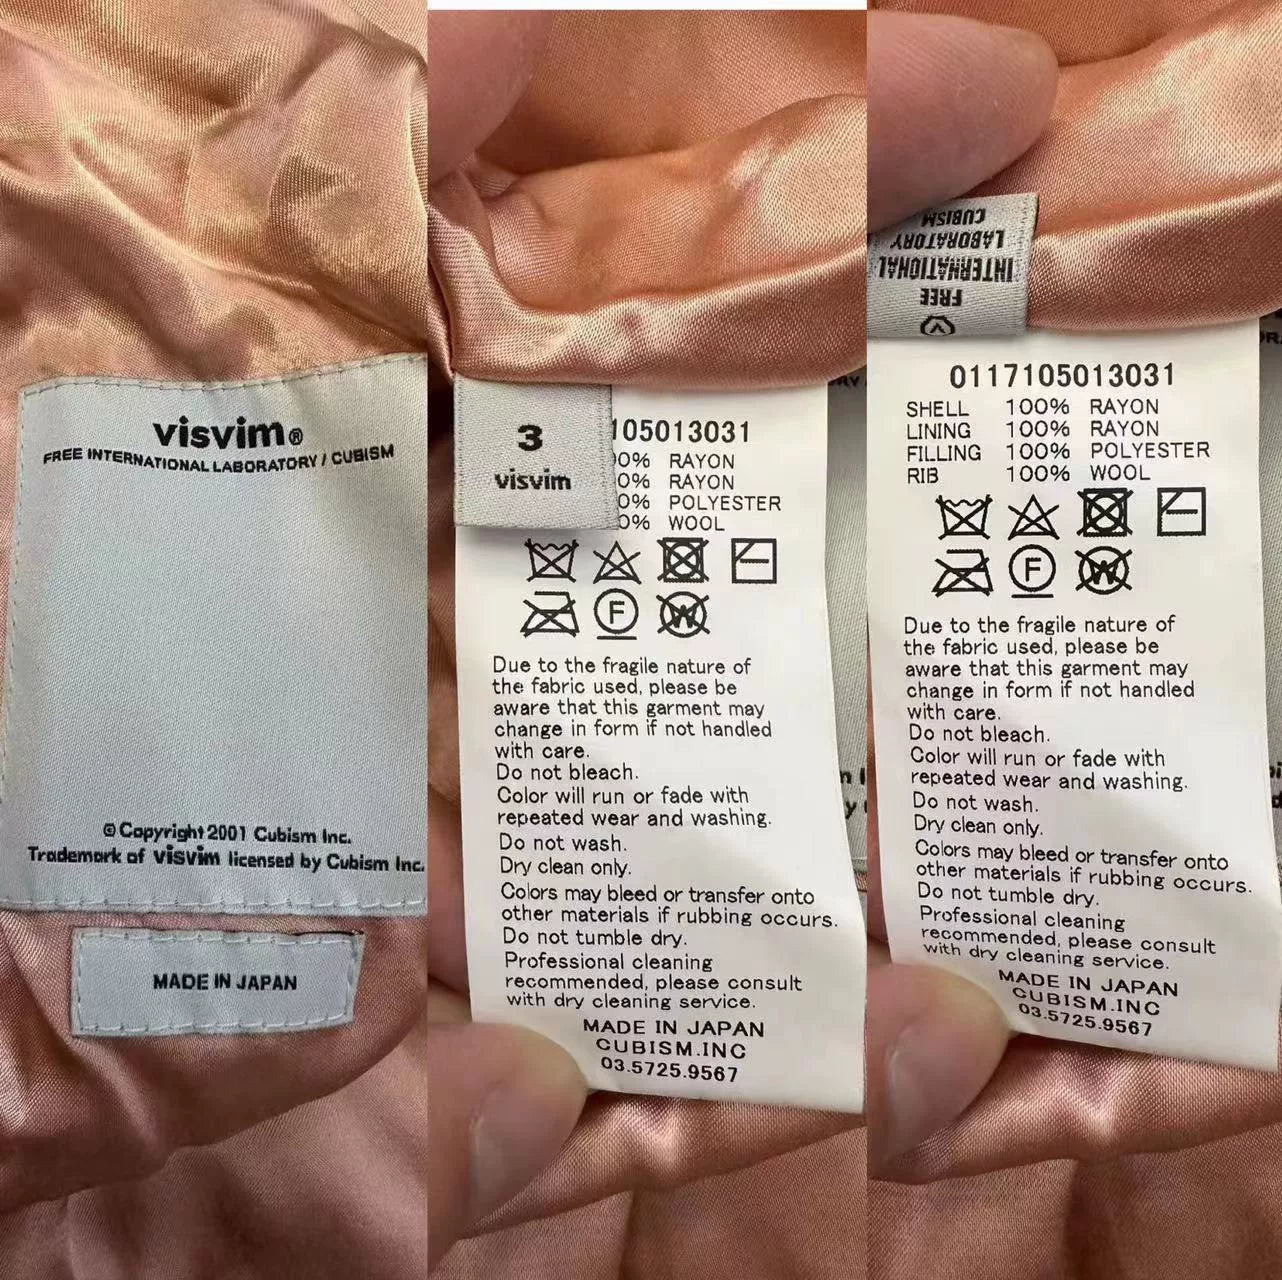 visvim®
FREE INTERNATIONAL LABORATORY / CUBISM
© Copyright 2001 Cubism Inc.
Trademark of visvim licensed by Cubism Inc.
MADE IN JAPAN
3
visvim
105013031
0% RAYON
0% RAYON
0% POLYESTER
0% WOOL
F
W
Due to the fragile nature of
the fabric used, please be
aware that this garment may
change in form if not handled
with care.
Do not bleach.
Color will run or fade with
repeated wear and washing.
Do not wash.
Dry clean only.
Colors may bleed or transfer onto
other materials if rubbing occurs.
Do not tumble dry.
Professional cleaning
recommended, please consult
with dry cleaning service.
MADE IN JAPAN
CUBISM.INC
03.5725.9567
FREE
INTERNATIONAL
LABORATORY
CUBISM
0117105013031
SHELL 100% RAYON
LINING 100% RAYON
FILLING 100% POLYESTER
RIB 100% WOOL
F
W
Due to the fragile nature of
the fabric used, please be
aware that this garment may
change in form if not handled
with care.
Do not bleach.
Color will run or fade with
repeated wear and washing.
Do not wash.
Dry clean only.
Colors may bleed or transfer onto
other materials if rubbing occurs.
Do not tumble dry.
Professional cleaning
recommended, please consult
with dry cleaning service.
MADE IN JAPAN
CUBISM.INC
03.5725.9567